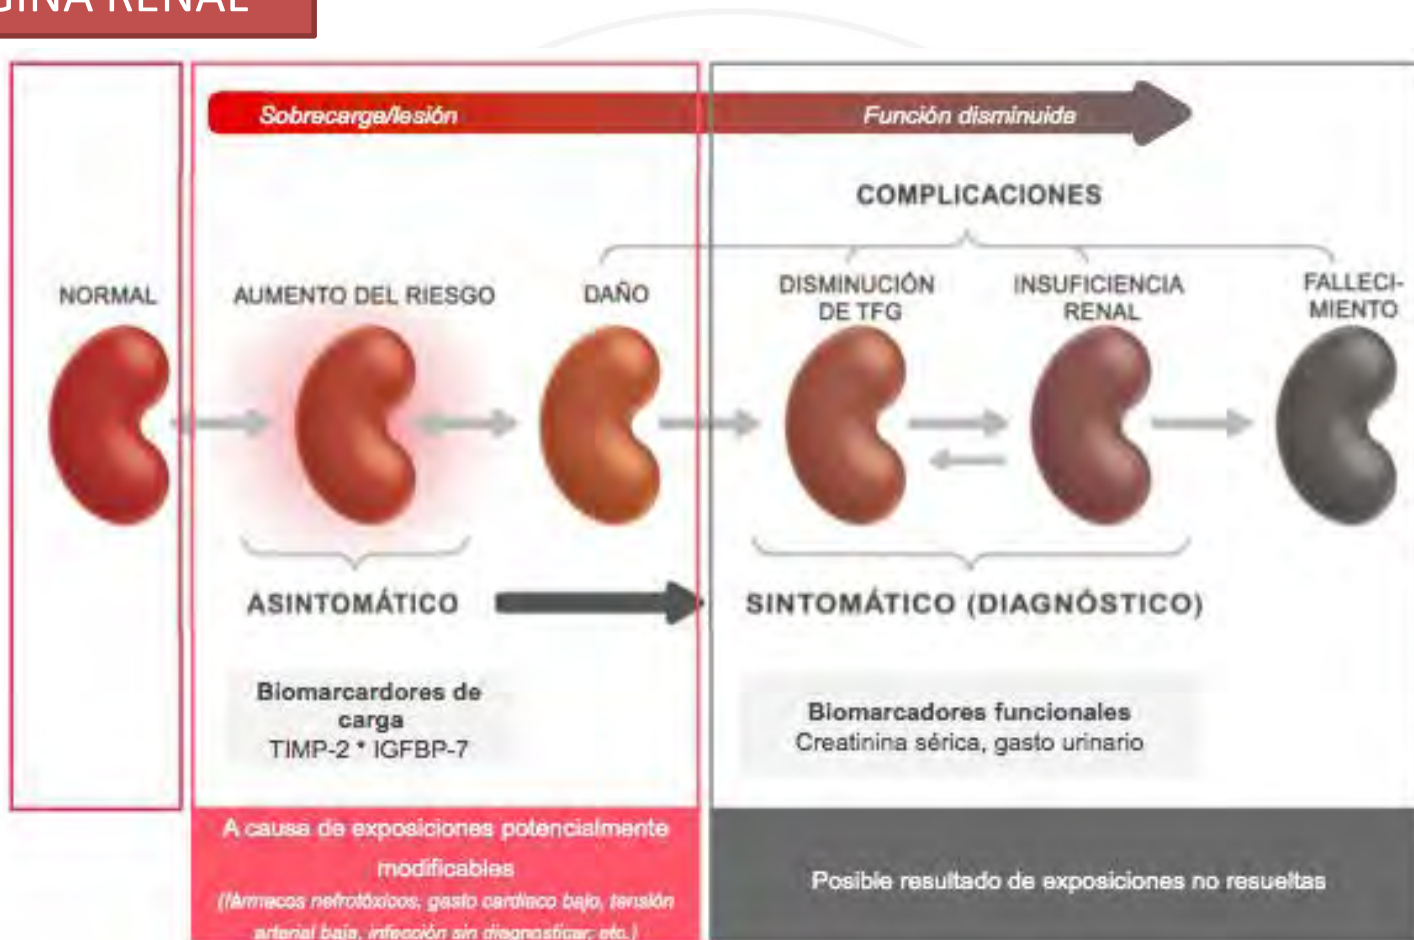 GINA RENAL
Sobrecarga/lesión
Función disminuida
COMPLICACIONES
NORMAL
AUMENTO DEL RIESGO
DAÑO
DISMINUCIÓN
DE TFG
INSUFICIENCIA
RENAL
FALLECI-
MIENTO
ASINTOMÁTICO
SINTOMÁTICO (DIAGNÓSTICO)
Biomarcardores de
carga
TIMP-2 * IGFBP-7
Biomarcadores funcionales
Creatinina sérica, gasto urinario
A causa de exposiciones potencialmente
modificables
(fármacos nefrotóxicos, gasto cardíaco bajo, tensión
arterial baja, infección sin diagnosticar, etc.)
Posible resultado de exposiciones no resueltas